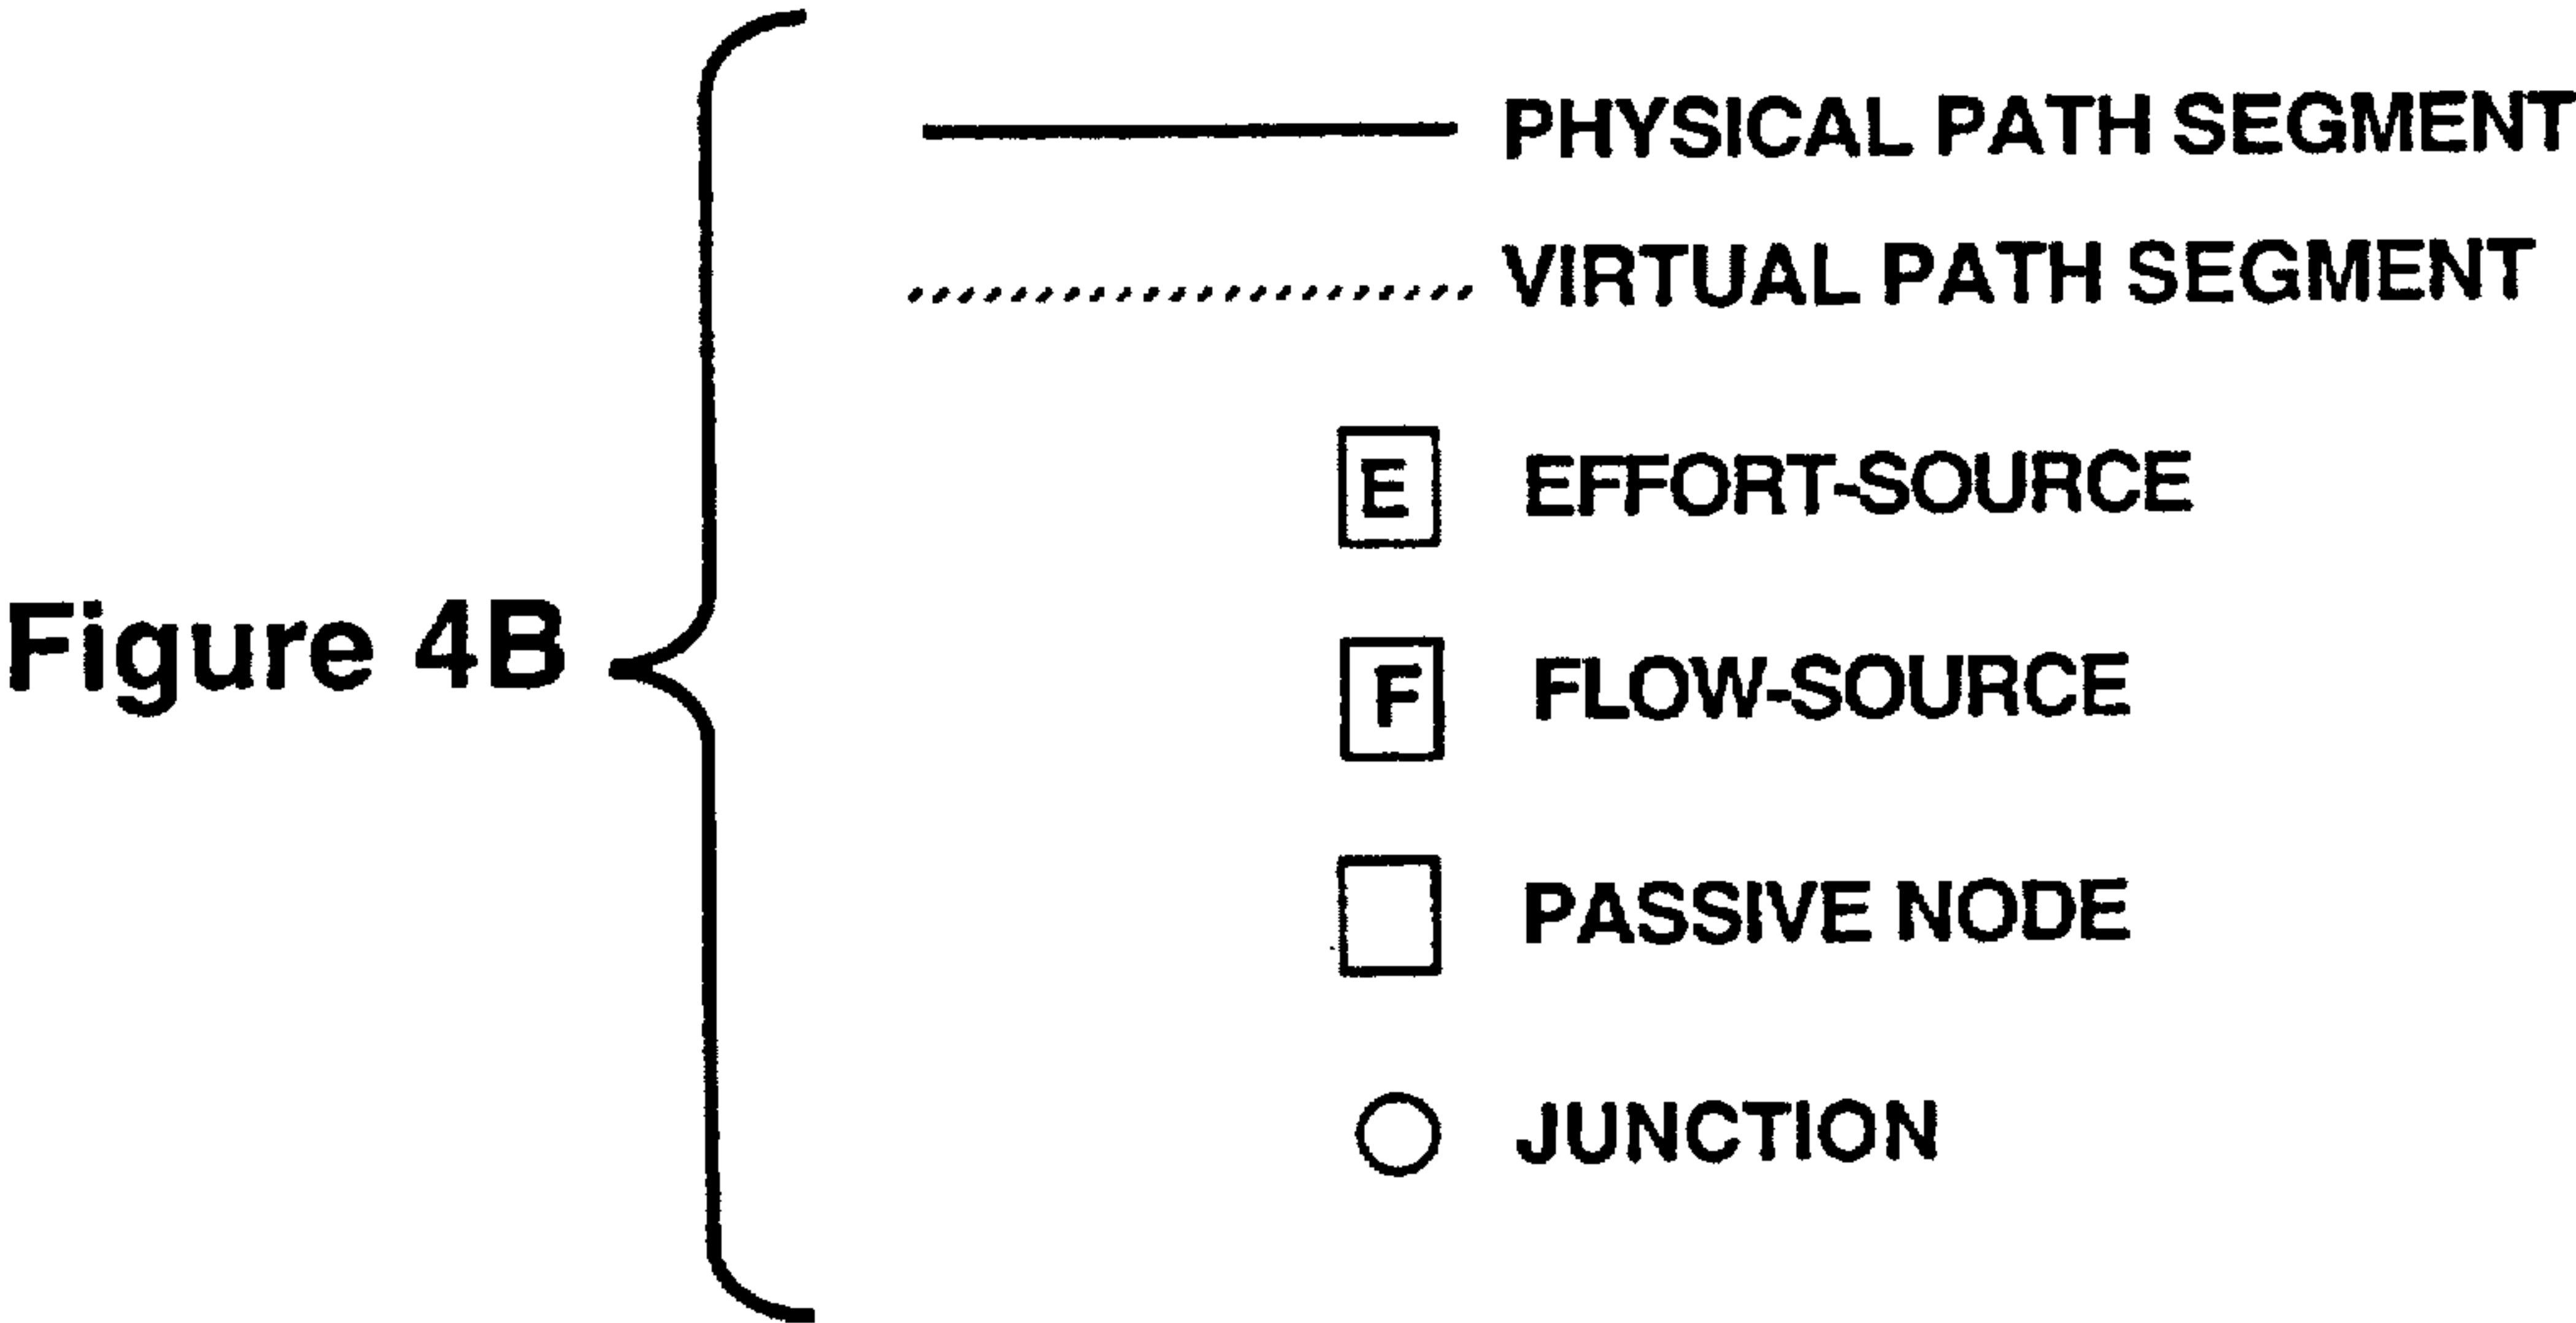 PHYSICAL PATH SEGMENT
VIRTUAL PATH SEGMENT
E EFFORT-SOURCE
Figure 4B
F FLOW-SOURCE
PASSIVE NODE
JUNCTION